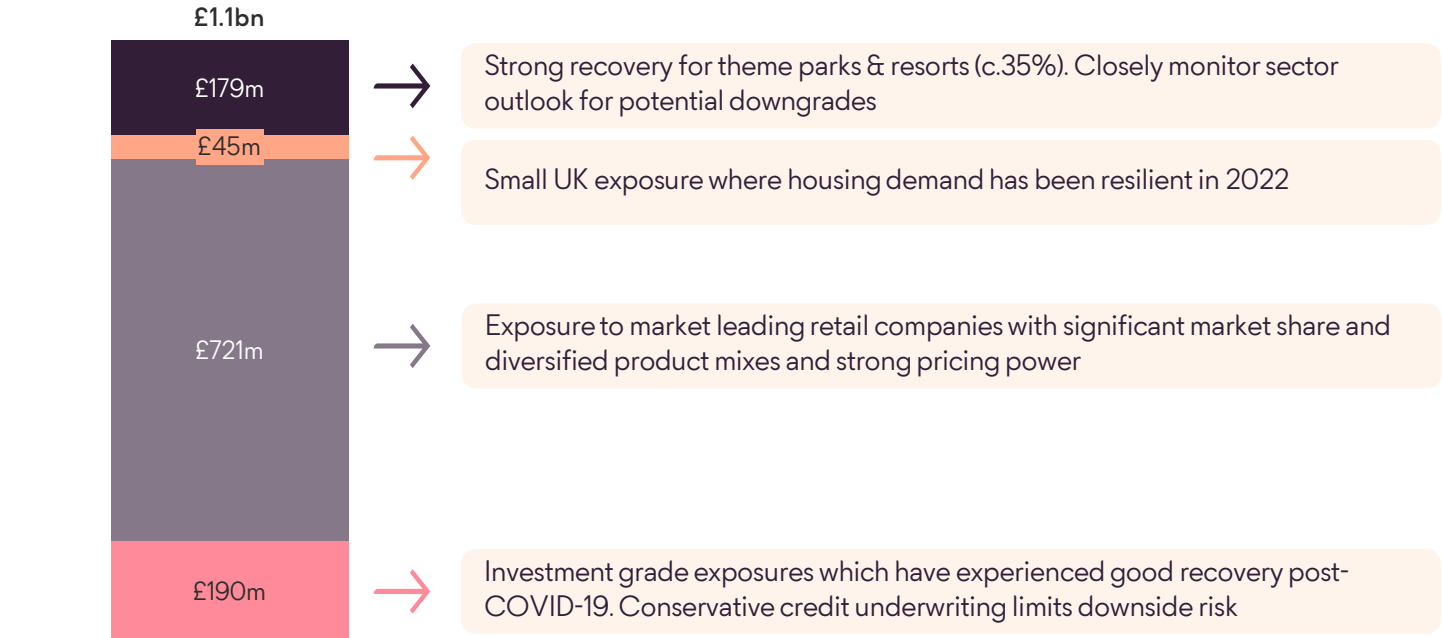 £1.1bn
£179m
Strong recovery for theme parks & resorts (c.35%). Closely monitor sector
outlook for potential downgrades
£45m
Small UK exposure where housing demand has been resilient in 2022
£721m
Exposure to market leading retail companies with significant market share and
diversified product mixes and strong pricing power
£190m
Investment grade exposures which have experienced good recovery post-
COVID-19. Conservative credit underwriting limits downside risk